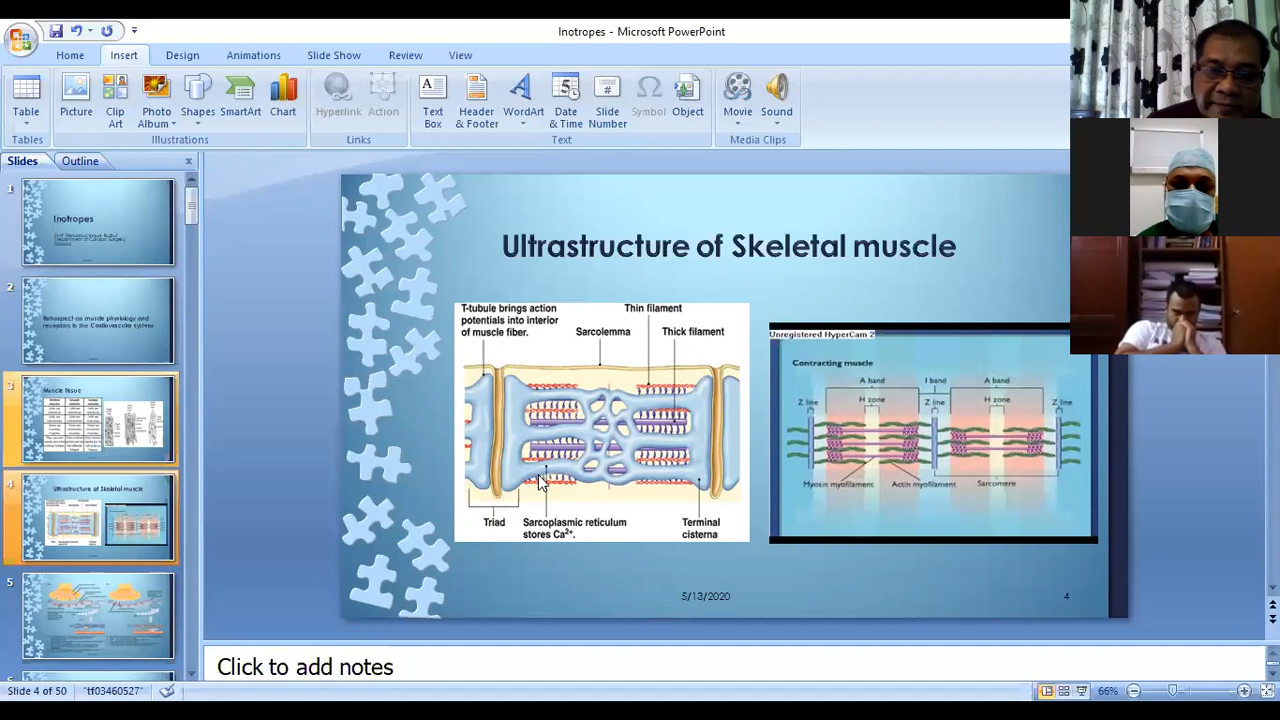 Inotropes - Microsoft PowerPoint
Home Insert Design Animations Slide Show Review View
Table Picture Clip Art Photo Album Shapes SmartArt Chart Hyperlink Action Text Box Header & Footer WordArt Date & Time Slide Number Symbol Object Movie Sound
Tables Illustrations Links Text Media Clips
Slides Outline
1
Inotropes
2
Retrospect on muscle physiology and
receptors in the Cardiovascular system
3
Muscle tissue
4
Ultrastructure of Skeletal muscle
5
Ultrastructure of Skeletal muscle
T-tubule brings action
potentials into interior
of muscle fiber.
Thin filament
Sarcolemma
Thick filament
Triad
Sarcoplasmic reticulum
stores Ca2+.
Terminal
cisterna
Unregistered HyperCam 2
Contracting muscle
A band I band A band
Z line H zone Z line H zone Z line
Myosin myofilament Actin myofilament Sarcomere
5/13/2020
4
Click to add notes
Slide 4 of 50 "tf03460527" 66%